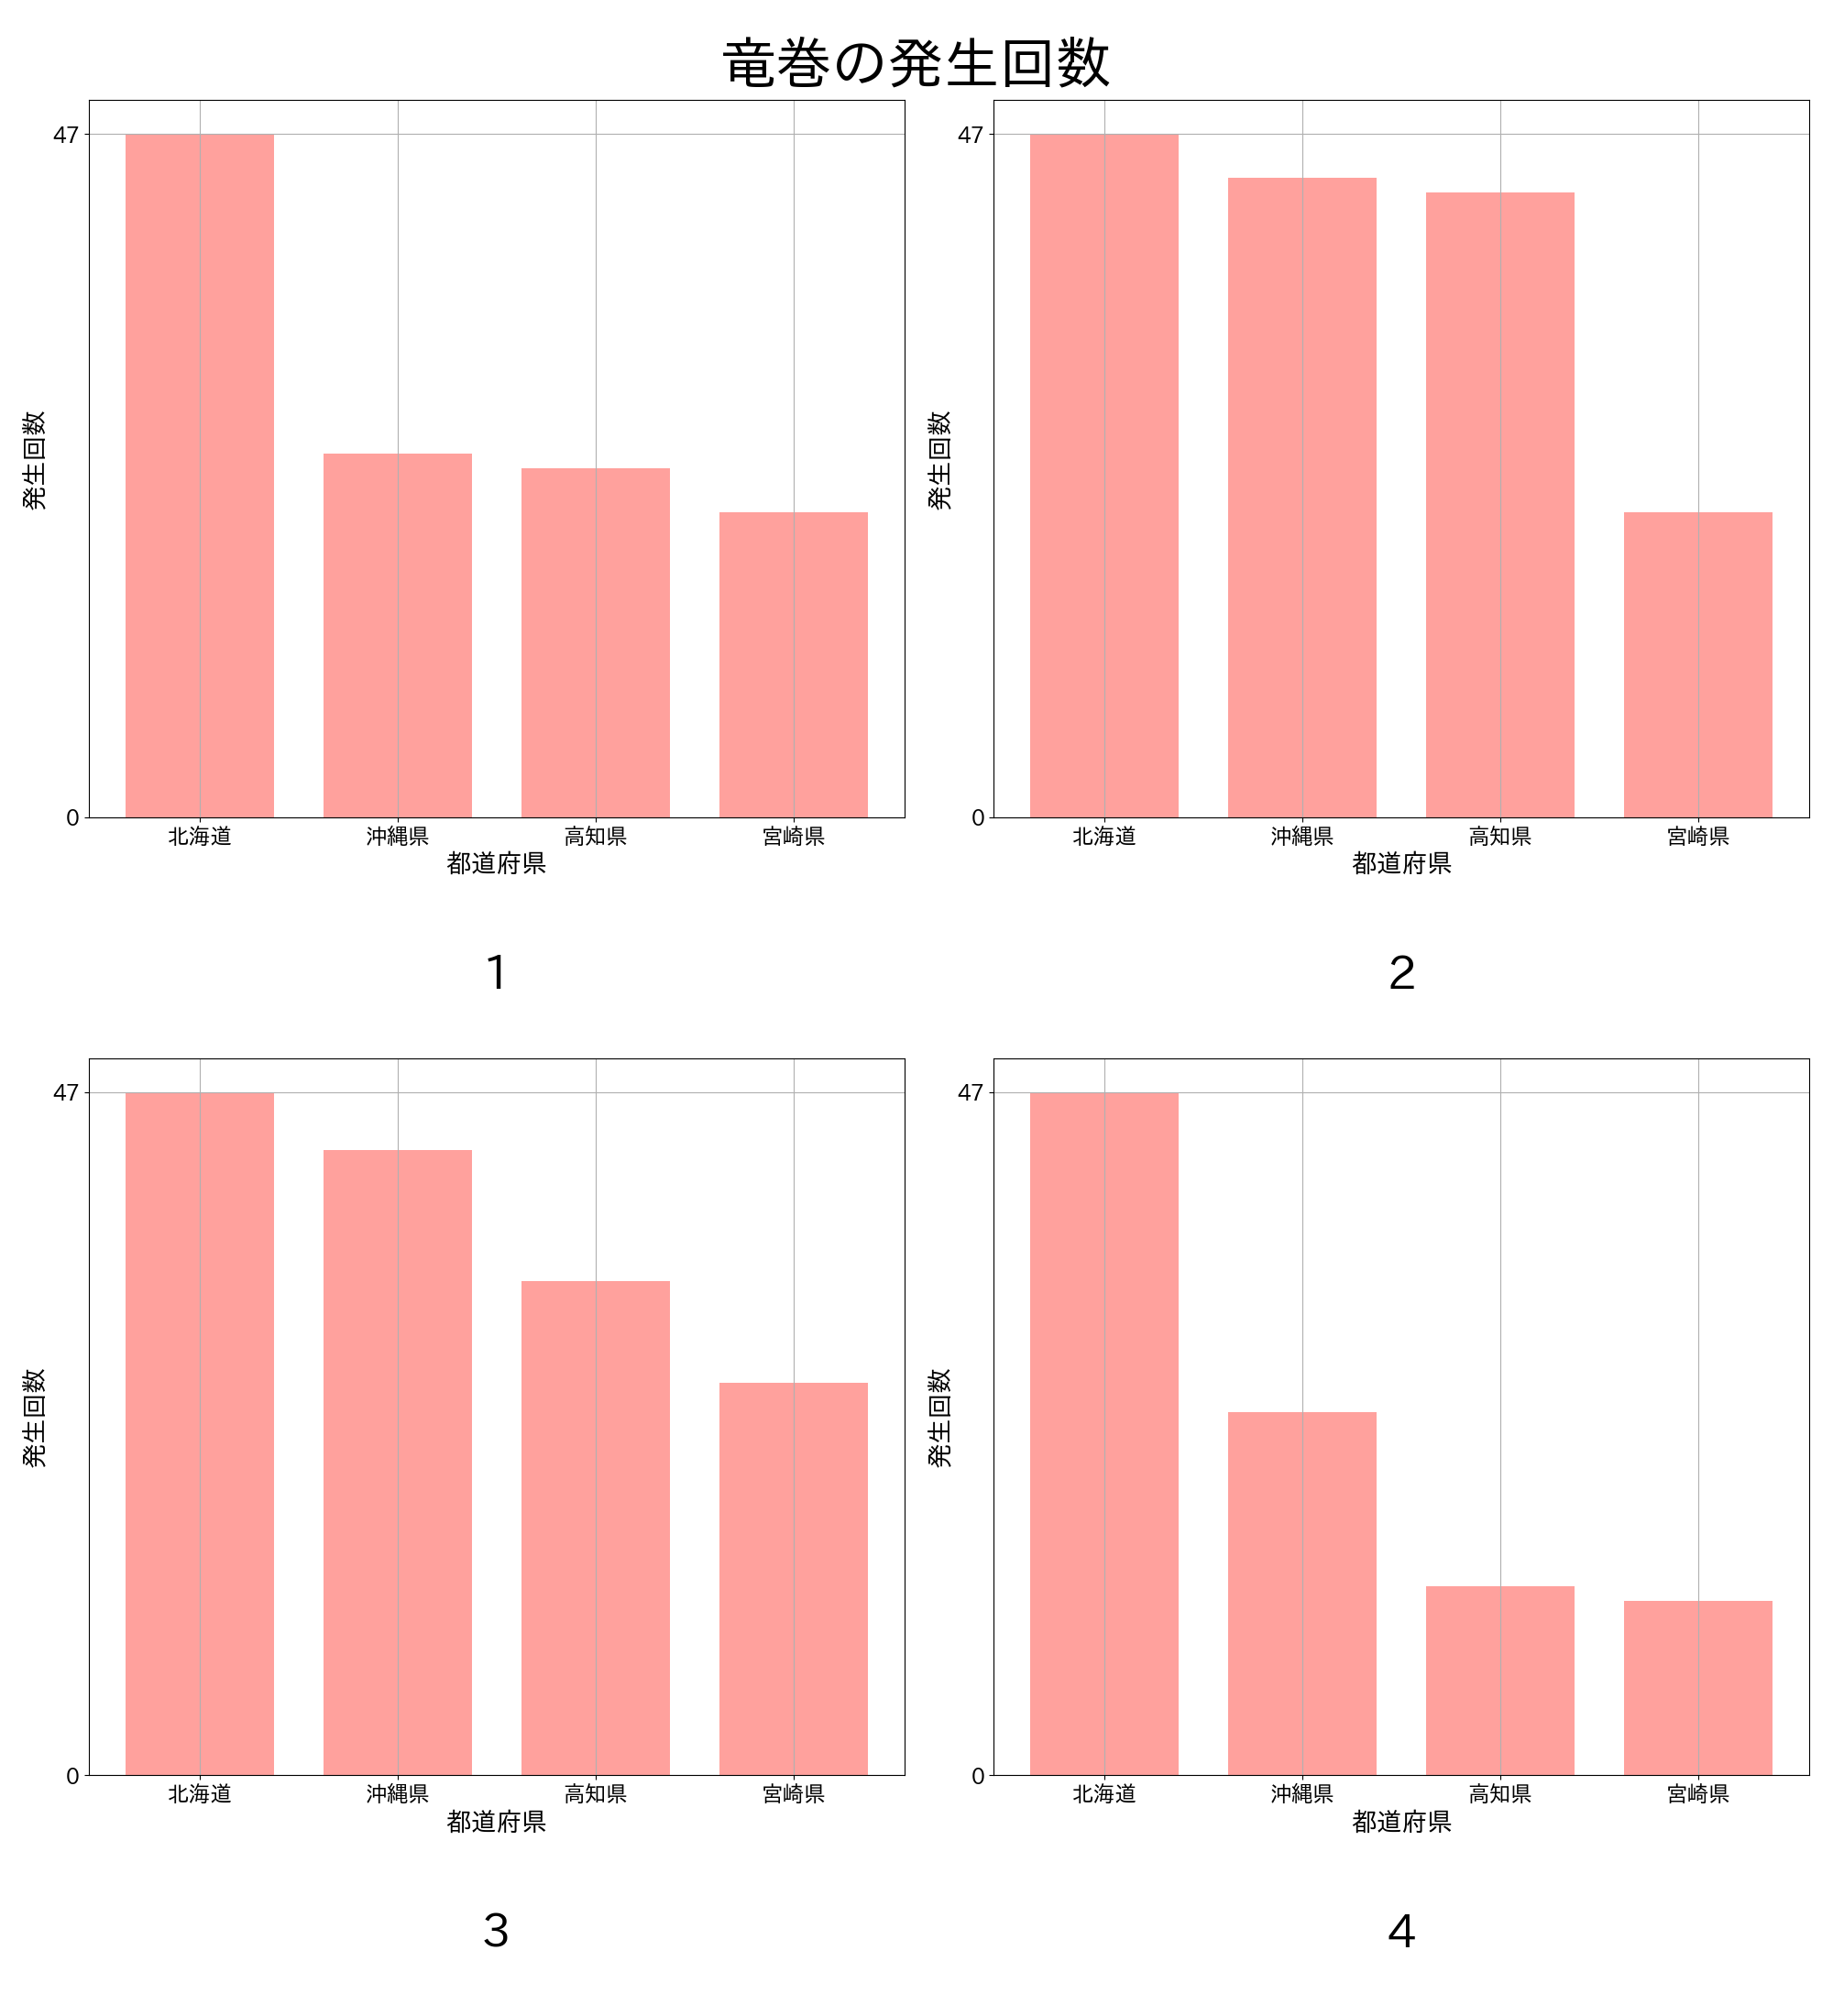 竜巻の発生回数
47
0
発生回数
北海道 沖縄県 高知県 宮崎県
都道府県
1
47
0
発生回数
北海道 沖縄県 高知県 宮崎県
都道府県
2
47
0
発生回数
北海道 沖縄県 高知県 宮崎県
都道府県
3
47
0
発生回数
北海道 沖縄県 高知県 宮崎県
都道府県
4